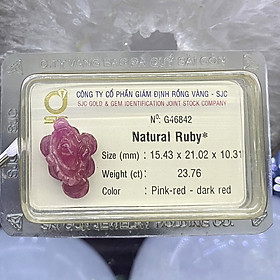 CÔNG TY CỔ PHẦN GIÁM ĐỊNH RỒNG VÀNG - SJC
SJC GOLD & GEM IDENTIFICATION JOINT STOCK COMPANY
Nº: G46842
Natural Ruby*
Size (mm) : 15.43 x 21.02 x 10.31
Weight (ct) : 23.76
Color : Pink-red - dark red